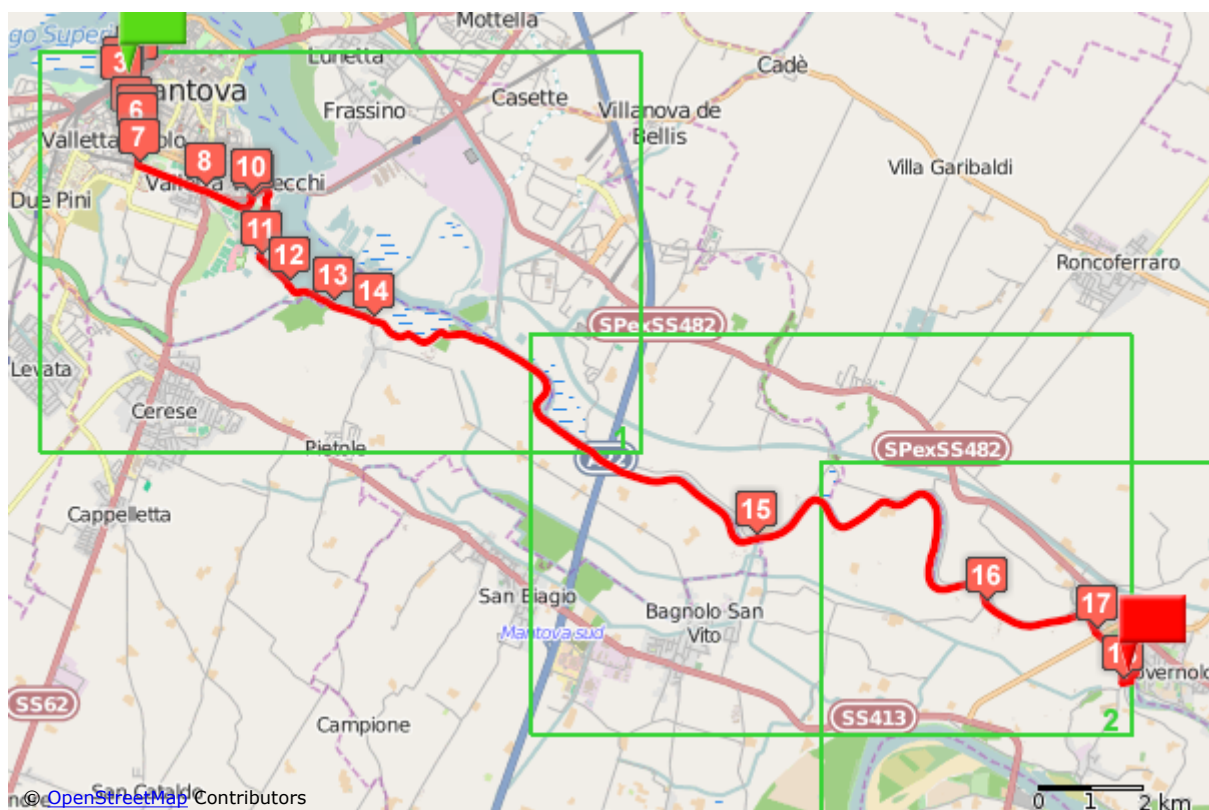 Mottella
Lunetta
Cadè
3
antova
Casette
Frassino
Villanova de
Bellis
6
7
Valletta
8
10
Villa Garibaldi
Due Pini
11
12
Roncoferraro
13
14
SPexSS482
Levata
Cerese
1
Pietole
SPexSS482
Cappelletta
15
16
San Biagio
17
Bagnolo San
Vito
Mantova sud
SS62
SS413
Campione
2
© OpenStreetMap Contributors
0 1 2 km